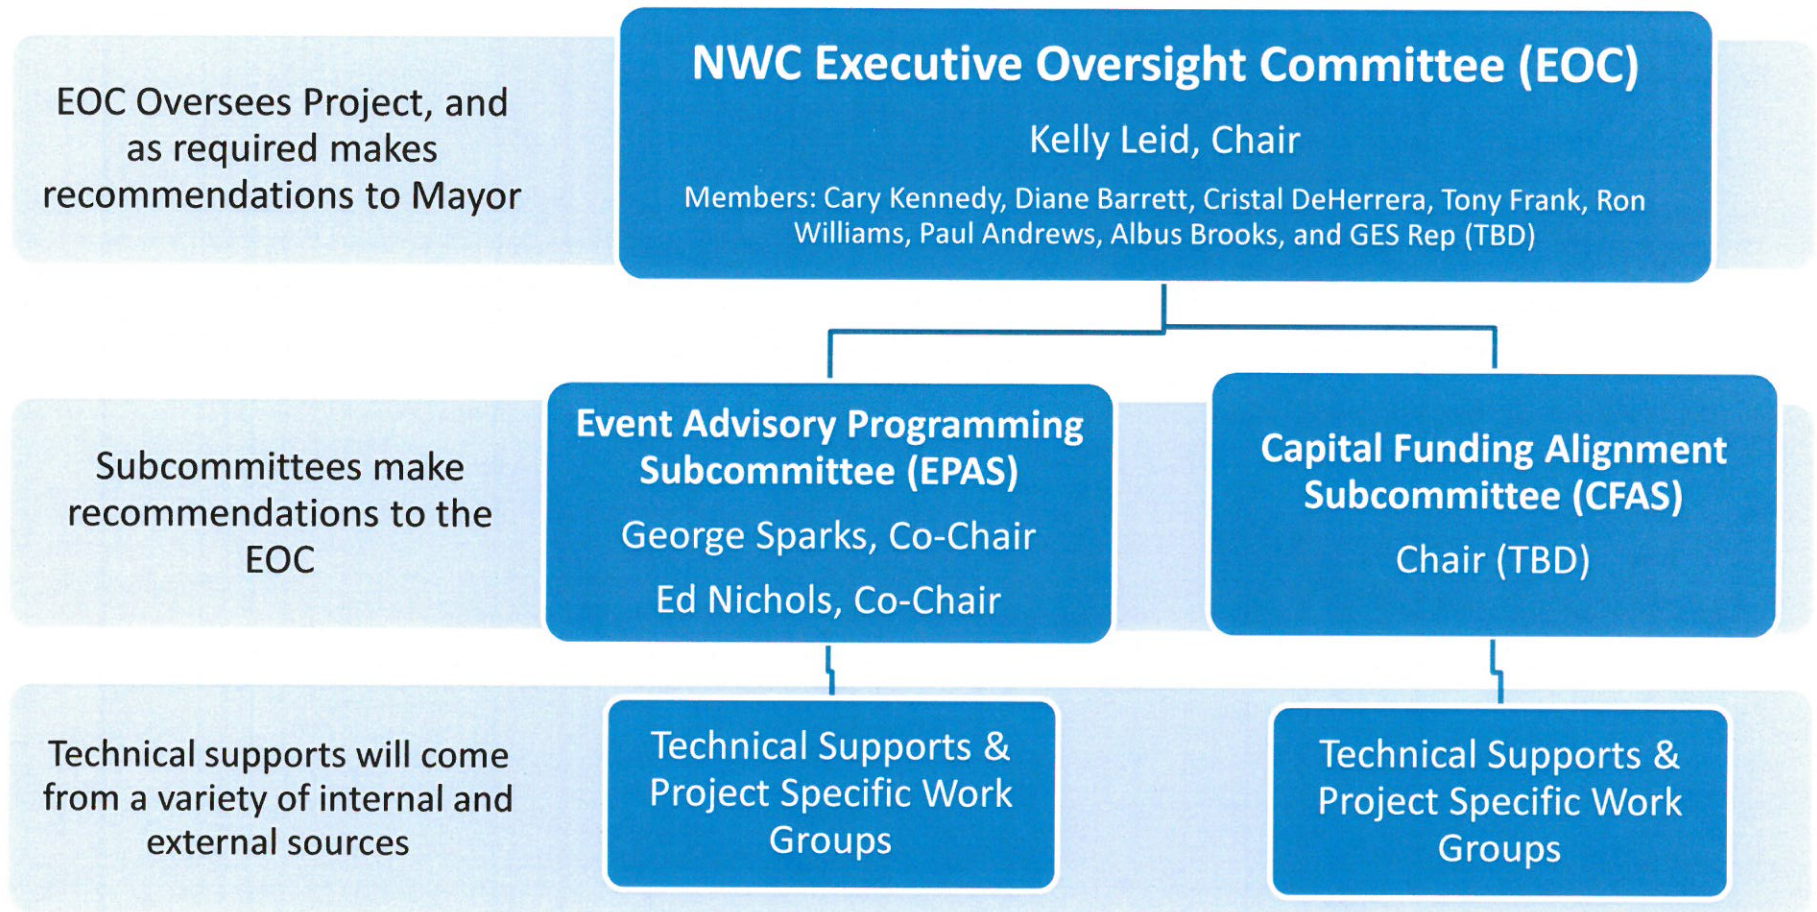 EOC Oversees Project, and
as required makes
recommendations to Mayor
NWC Executive Oversight Committee (EOC)
Kelly Leid, Chair
Members: Cary Kennedy, Diane Barrett, Cristal DeHerrera, Tony Frank, Ron
Williams, Paul Andrews, Albus Brooks, and GES Rep (TBD)
Subcommittees make
recommendations to the
EOC
Event Advisory Programming
Subcommittee (EPAS)
George Sparks, Co-Chair
Ed Nichols, Co-Chair
Capital Funding Alignment
Subcommittee (CFAS)
Chair (TBD)
Technical supports will come
from a variety of internal and
external sources
Technical Supports &
Project Specific Work
Groups
Technical Supports &
Project Specific Work
Groups